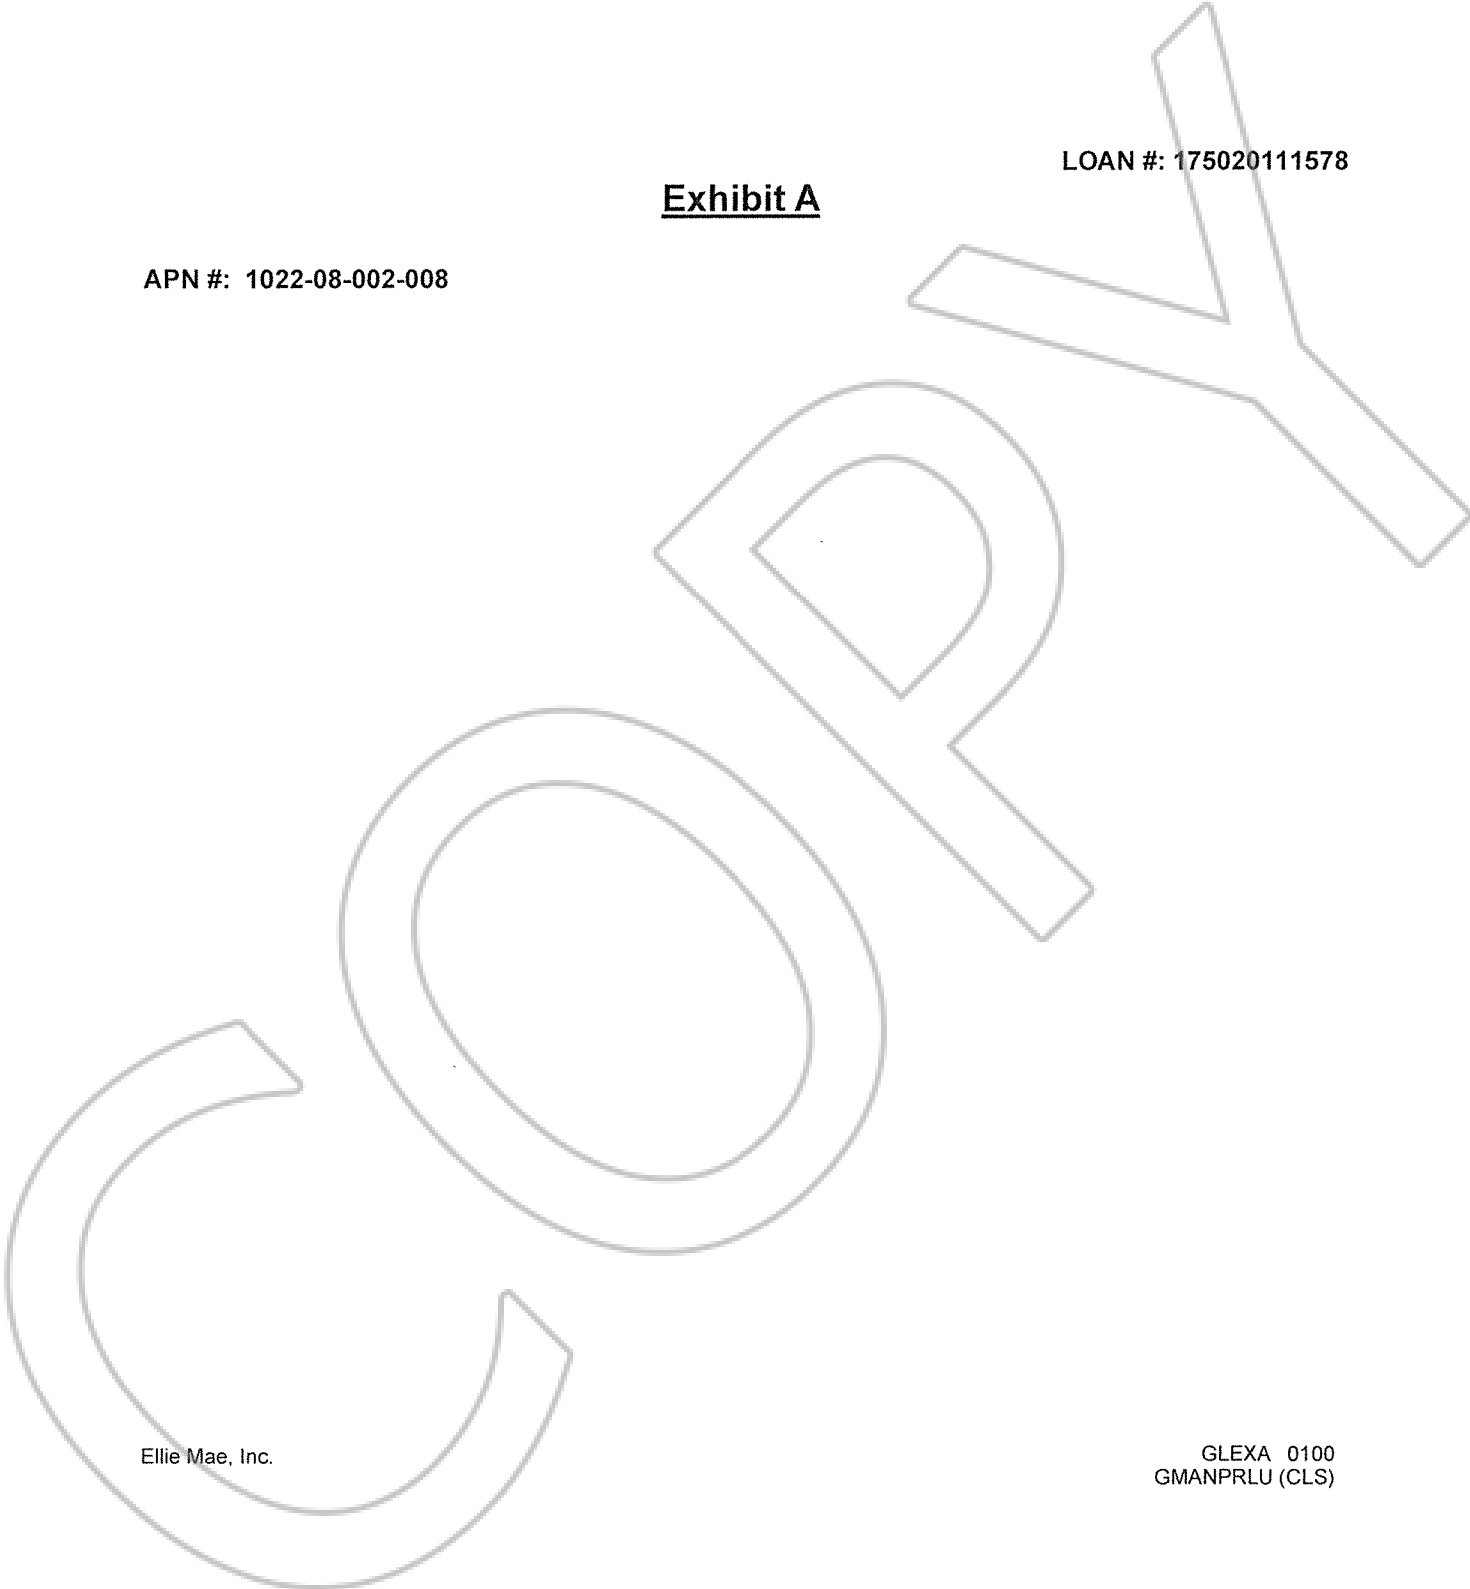 LOAN #: 175020111578
Exhibit A
APN #: 1022-08-002-008
COPY
Ellie Mae, Inc.
GLEXA 0100
GMANPRLU (CLS)